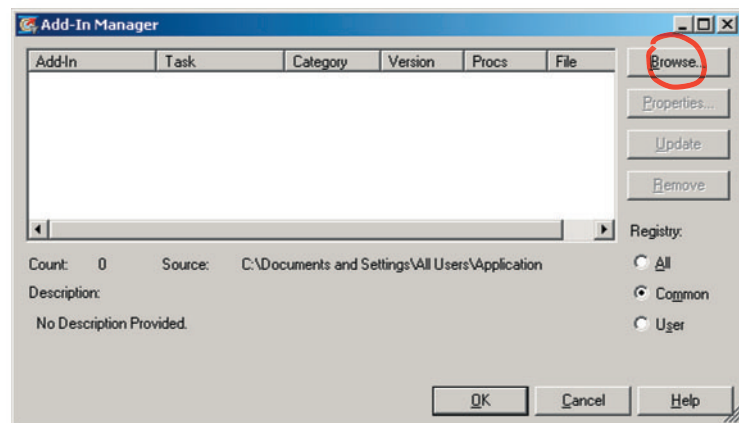 Add-In Manager
Add-In Task Category Version Procs File
Browse...
Properties...
Update
Remove
Registry:
Count: 0 Source: C:\Documents and Settings\All Users\Application
All
Description:
Common
No Description Provided.
User
OK Cancel Help